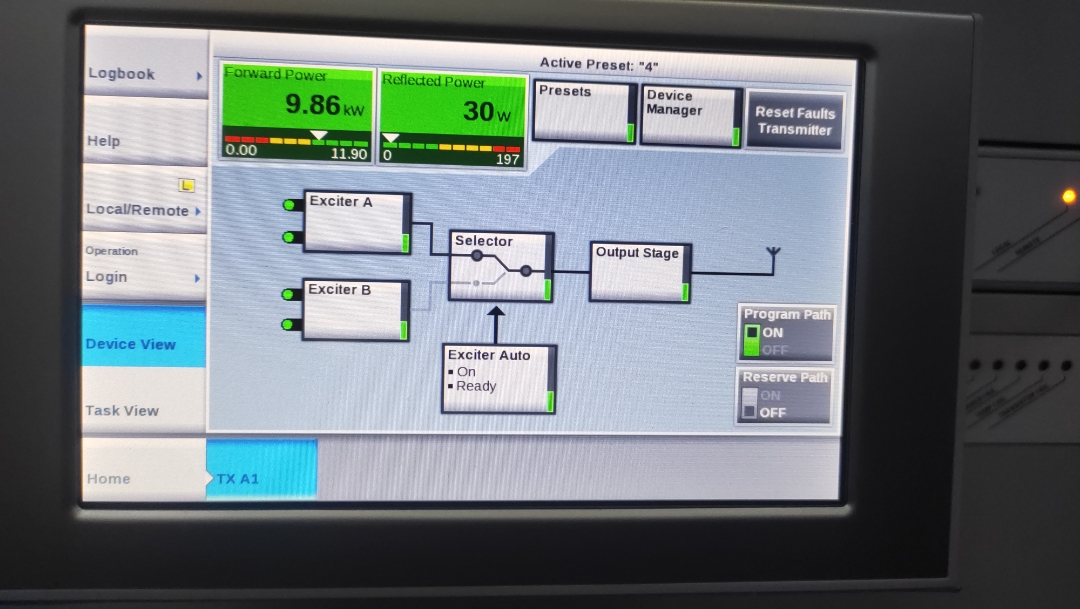 Active Preset: "4"
Logbook
Help
L
Local/Remote
Operation
Login
Device View
Task View
Home
TX A1
Forward Power
9.86 kW
0.00 11.90
Reflected Power
30 W
0 197
Presets
Device
Manager
Reset Faults
Transmitter
Exciter A
Exciter B
Selector
Output Stage
Exciter Auto
On
Ready
Program Path
ON
OFF
Reserve Path
ON
OFF